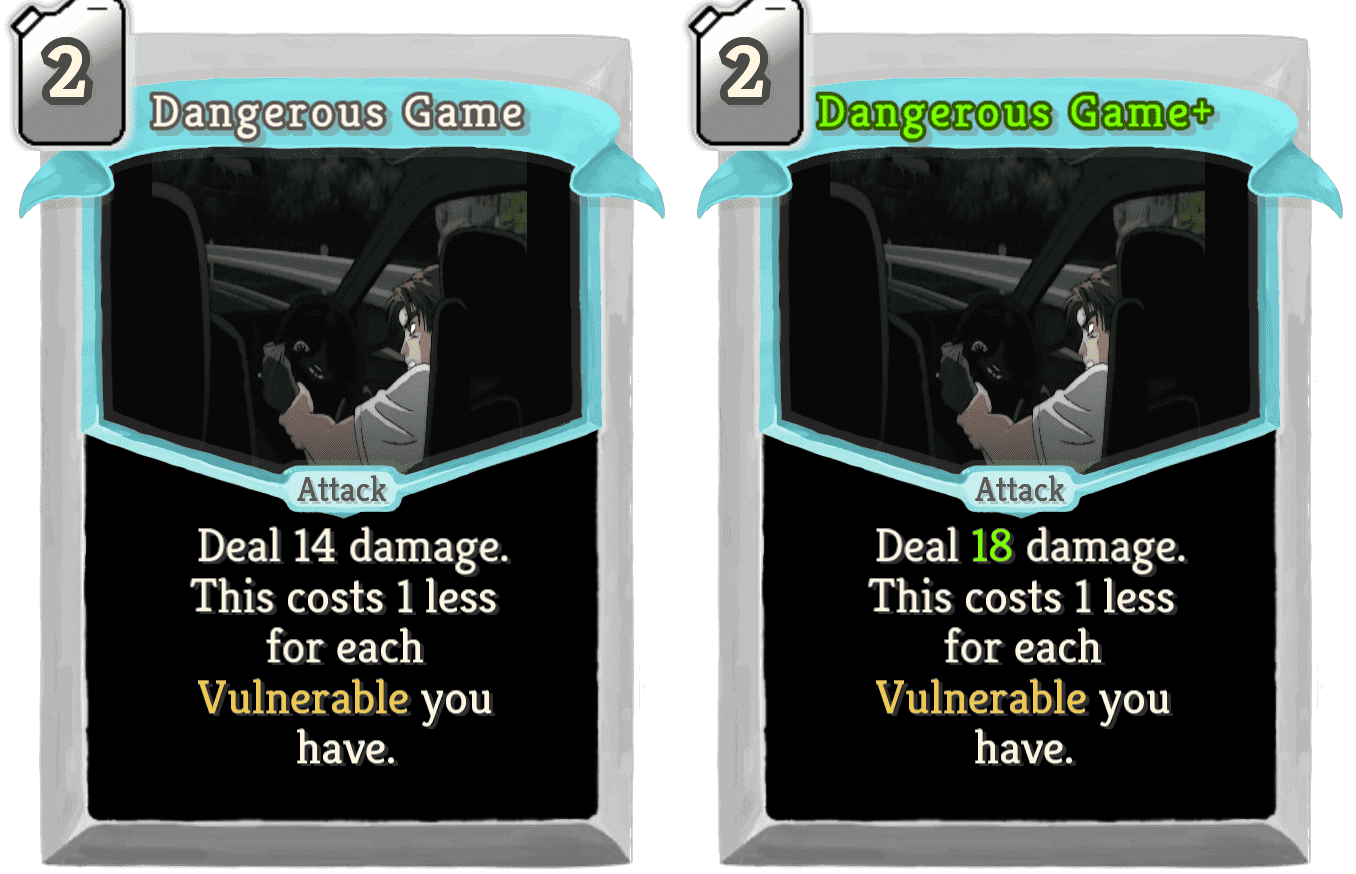 2
Dangerous Game
Attack
Deal 14 damage.
This costs 1 less
for each
Vulnerable you
have.
2
Dangerous Game+
Attack
Deal 18 damage.
This costs 1 less
for each
Vulnerable you
have.